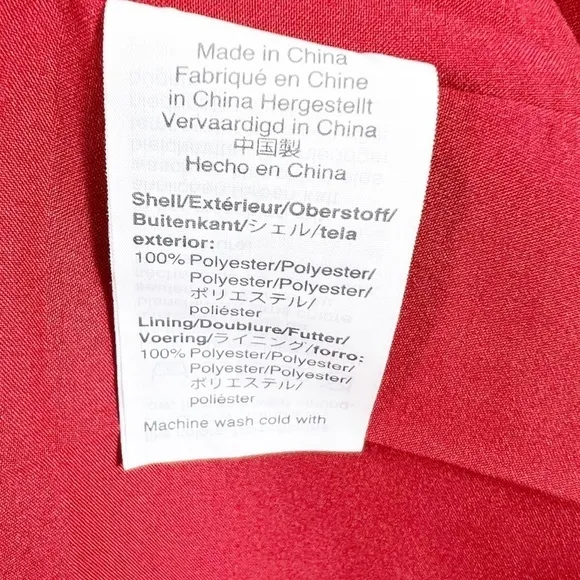 Made in China
Fabriqué en Chine
in China Hergestellt
Vervaardigd in China
中国製
Hecho en China
Shell/Extérieur/Oberstoff/
Buitenkant/シェル/tela
exterior:
100% Polyester/Polyester/
Polyester/Polyester/
ポリエステル/
poliéster
Lining/Doublure/Futter/
Voering/ライニング/forro:
100% Polyester/Polyester/
Polyester/Polyester/
ポリエステル/
poliéster
Machine wash cold with